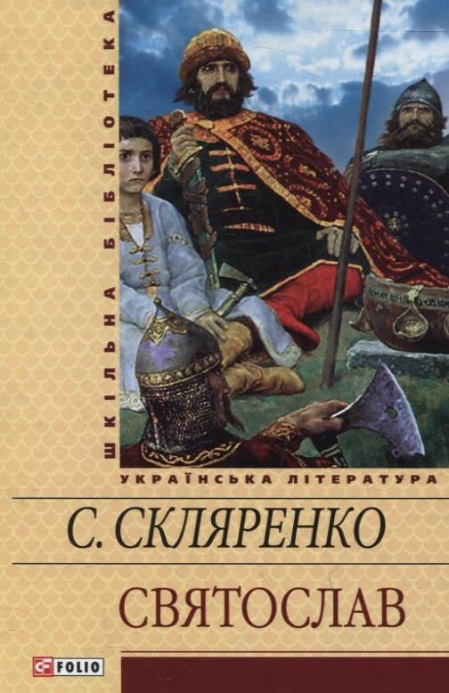 ШКІЛЬНА БІБЛІОТЕКА
УКРАЇНСЬКА ЛІТЕРАТУРА
С. СКЛЯРЕНКО
СВЯТОСЛАВ
FOLIO